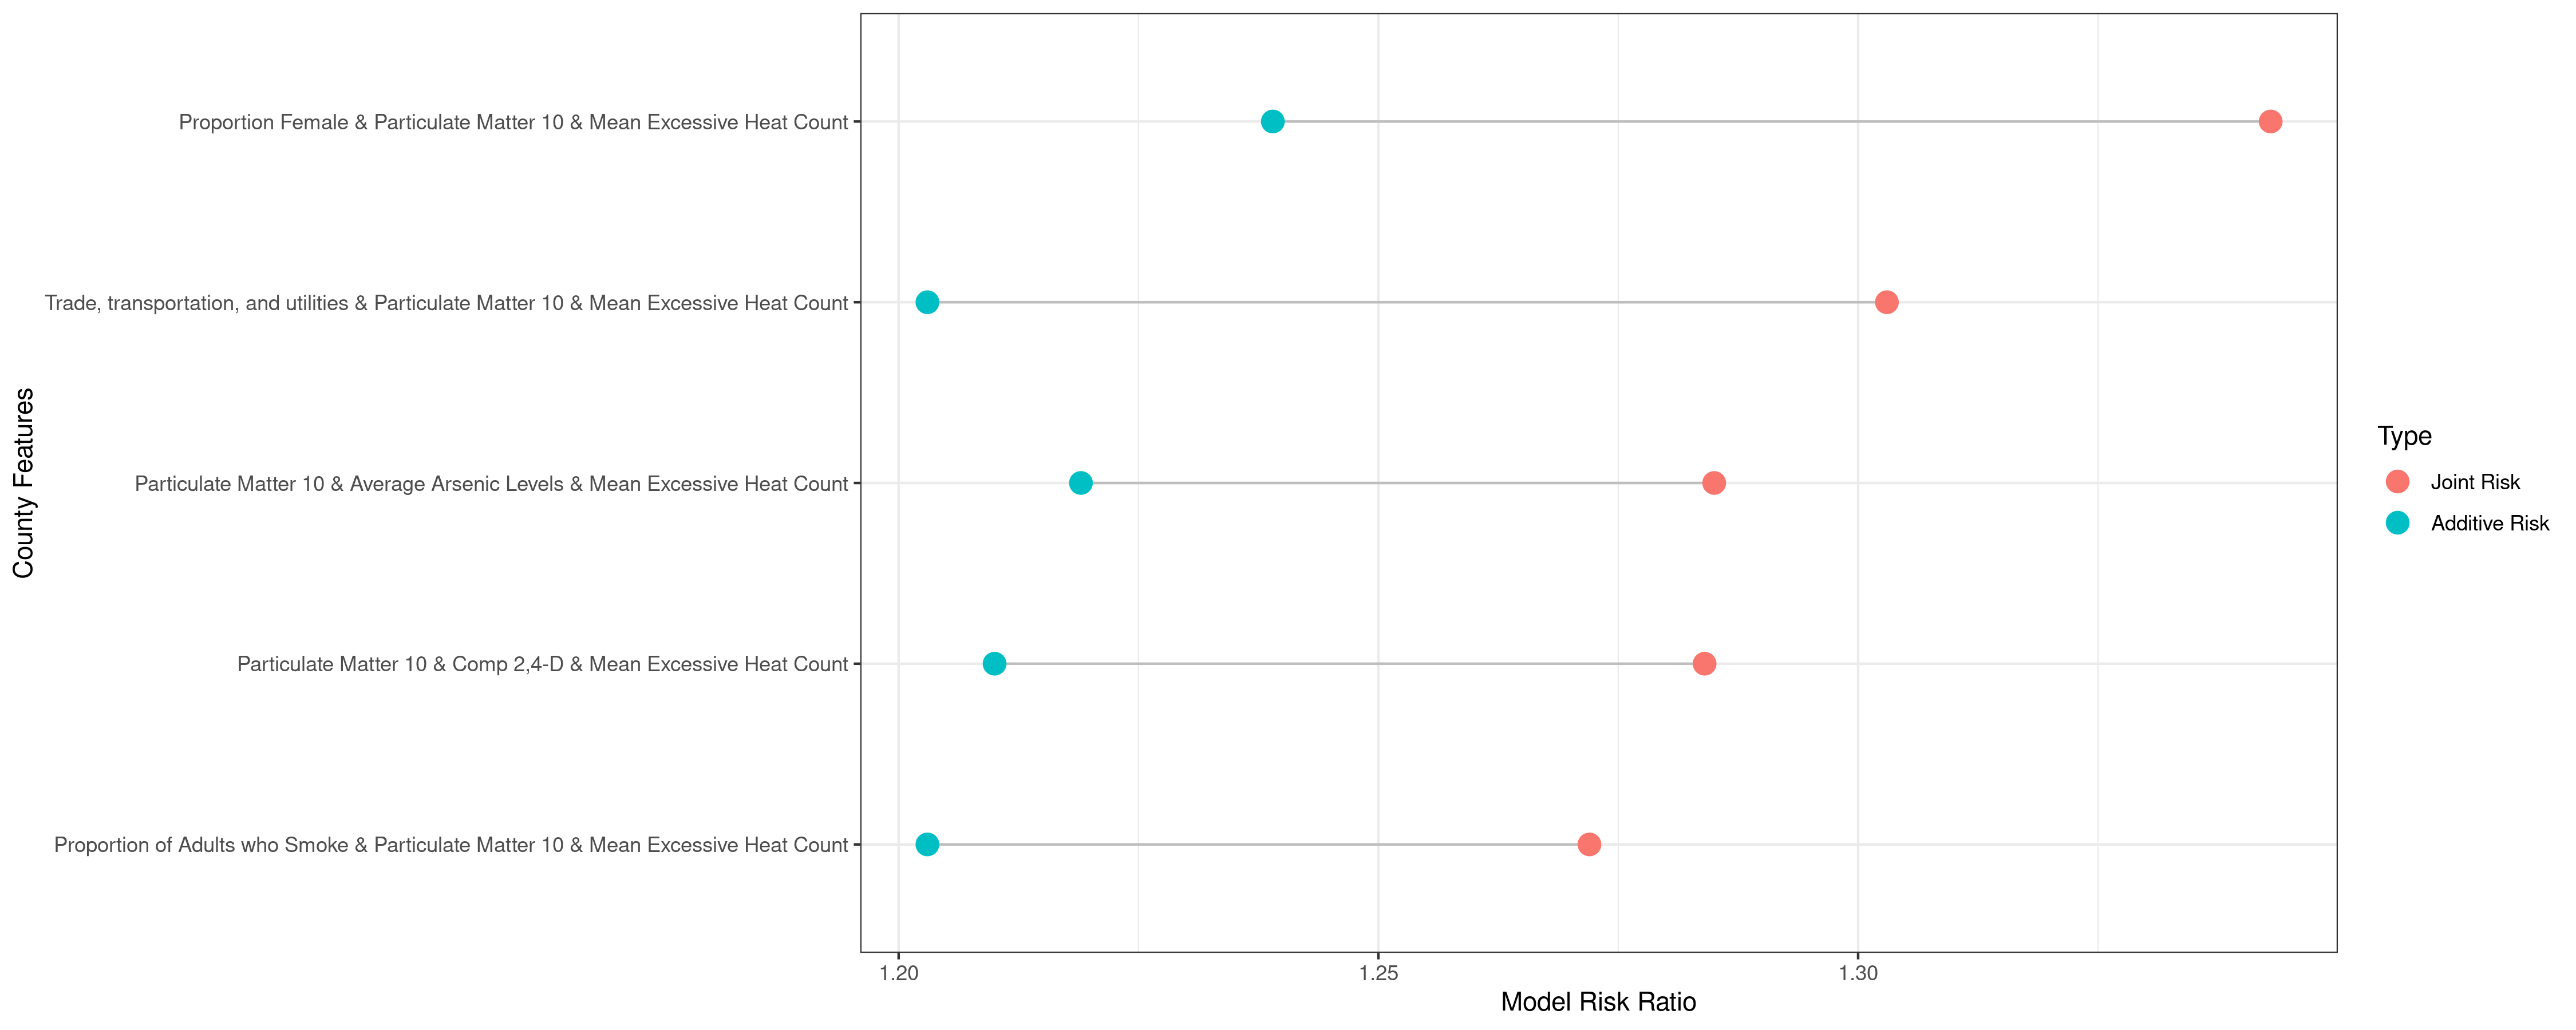 Proportion Female & Particulate Matter 10 & Mean Excessive Heat Count
Trade, transportation, and utilities & Particulate Matter 10 & Mean Excessive Heat Count
Particulate Matter 10 & Average Arsenic Levels & Mean Excessive Heat Count
Particulate Matter 10 & Comp 2,4-D & Mean Excessive Heat Count
Proportion of Adults who Smoke & Particulate Matter 10 & Mean Excessive Heat Count
County Features
1.20
1.25
1.30
Model Risk Ratio
Type
Joint Risk
Additive Risk